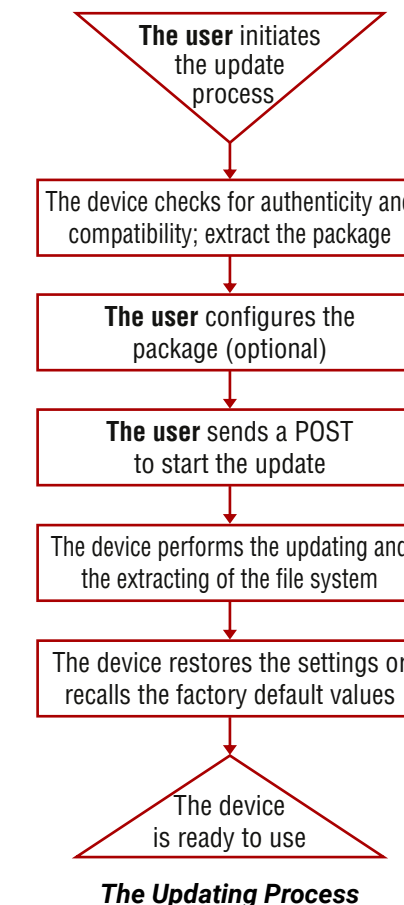 The user initiates
the update
process
The device checks for authenticity and
compatibility; extract the package
The user configures the
package (optional)
The user sends a POST
to start the update
The device performs the updating and
the extracting of the file system
The device restores the settings or
recalls the factory default values
The device
is ready to use
The Updating Process